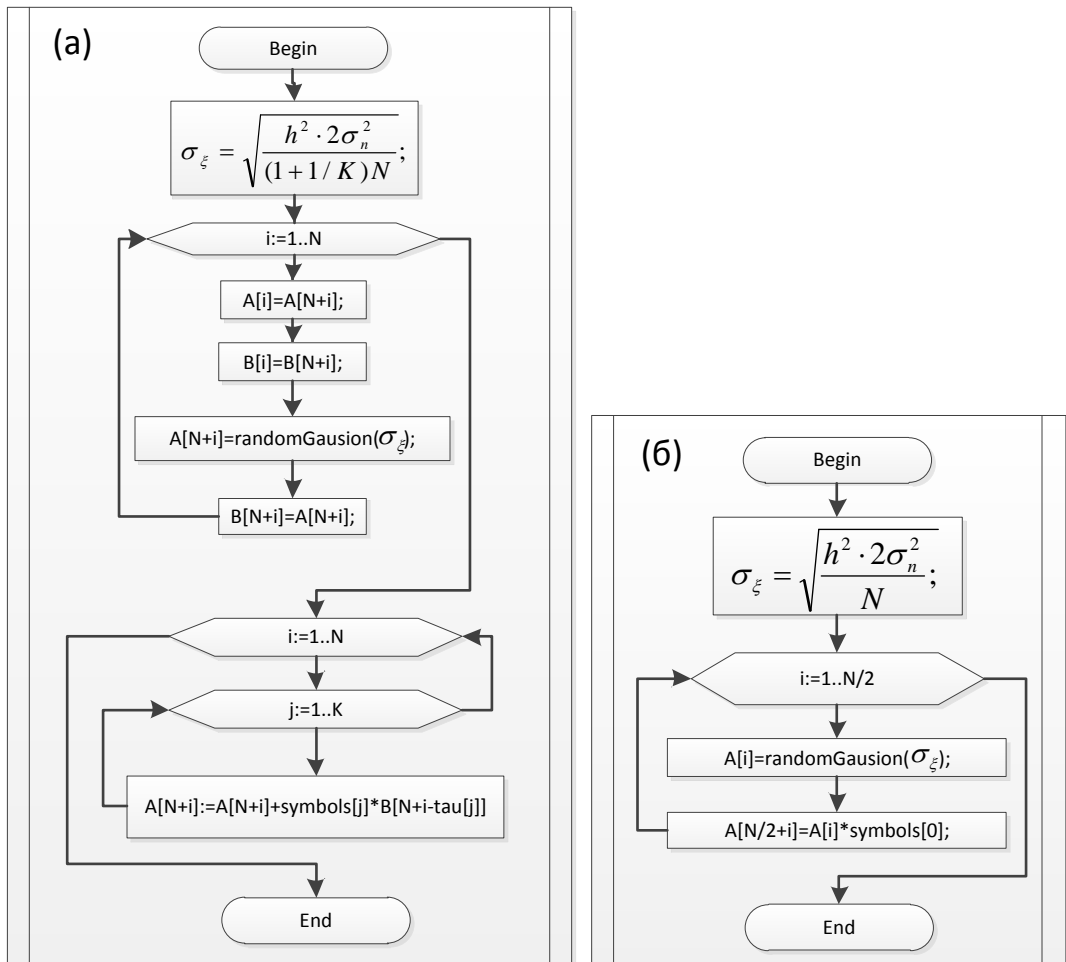 (а)
Begin
σ_ξ = √(h² · 2σ_n² / ((1 + 1 / K) N));
i:=1..N
A[i]=A[N+i];
B[i]=B[N+i];
A[N+i]=randomGausion(σ_ξ);
B[N+i]=A[N+i];
i:=1..N
j:=1..K
A[N+i]:=A[N+i]+symbols[j]*B[N+i-tau[j]]
End
(б)
Begin
σ_ξ = √(h² · 2σ_n² / N);
i:=1..N/2
A[i]=randomGausion(σ_ξ);
A[N/2+i]=A[i]*symbols[0];
End